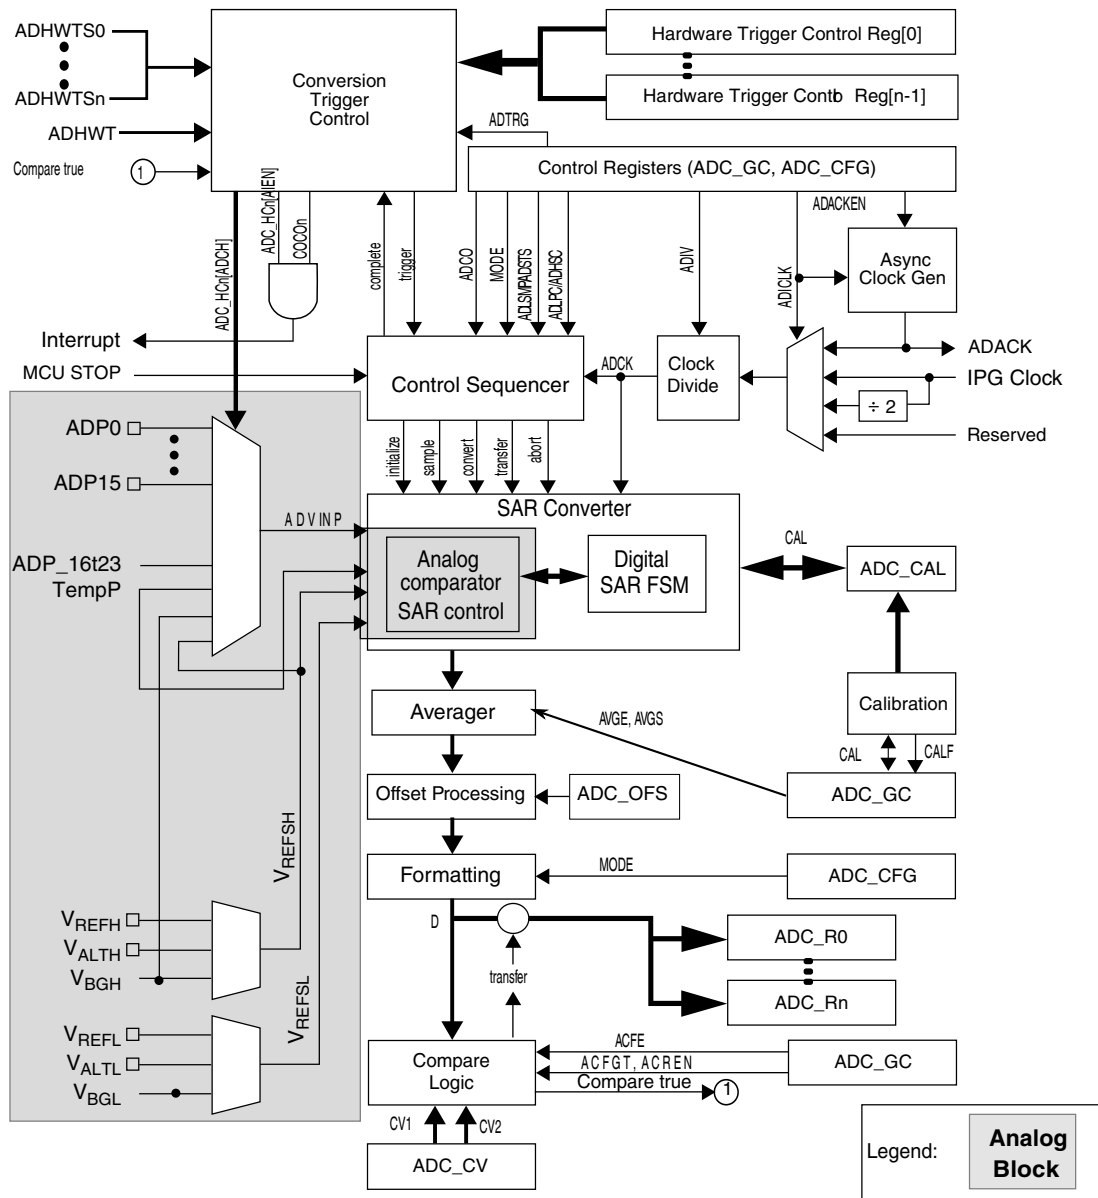 ADHWTS0
ADHWTSn
ADHWT
Compare true
1
Conversion
Trigger
Control
Hardware Trigger Control Reg[0]
Hardware Trigger Contb Reg[n-1]
ADTRG
Control Registers (ADC_GC, ADC_CFG)
ADC_HCn[ADCH]
ADC_HCn[AIEN]
COCOn
complete
trigger
ADCO
MODE
ADLSMP/ADSTS
ADLPC/ADHSC
ADIV
ADICLK
ADACKEN
Async
Clock Gen
Interrupt
MCU STOP
Control Sequencer
ADCK
Clock
Divide
ADACK
IPG Clock
÷ 2
Reserved
initialize
sample
convert
transfer
abort
ADP0
ADP15
ADP_16t23
TempP
ADVINP
SAR Converter
Analog
comparator
SAR control
Digital
SAR FSM
CAL
ADC_CAL
Averager
AVGE, AVGS
Calibration
CAL
CALF
Offset Processing
ADC_OFS
ADC_GC
Formatting
MODE
ADC_CFG
VREFSH
VREFSL
VREFH
VALTH
VBGH
VREFL
VALTL
VBGL
D
transfer
ADC_R0
ADC_Rn
Compare
Logic
ACFE
ACFGT, ACREN
Compare true
1
ADC_GC
CV1
CV2
ADC_CV
Legend:
Analog
Block